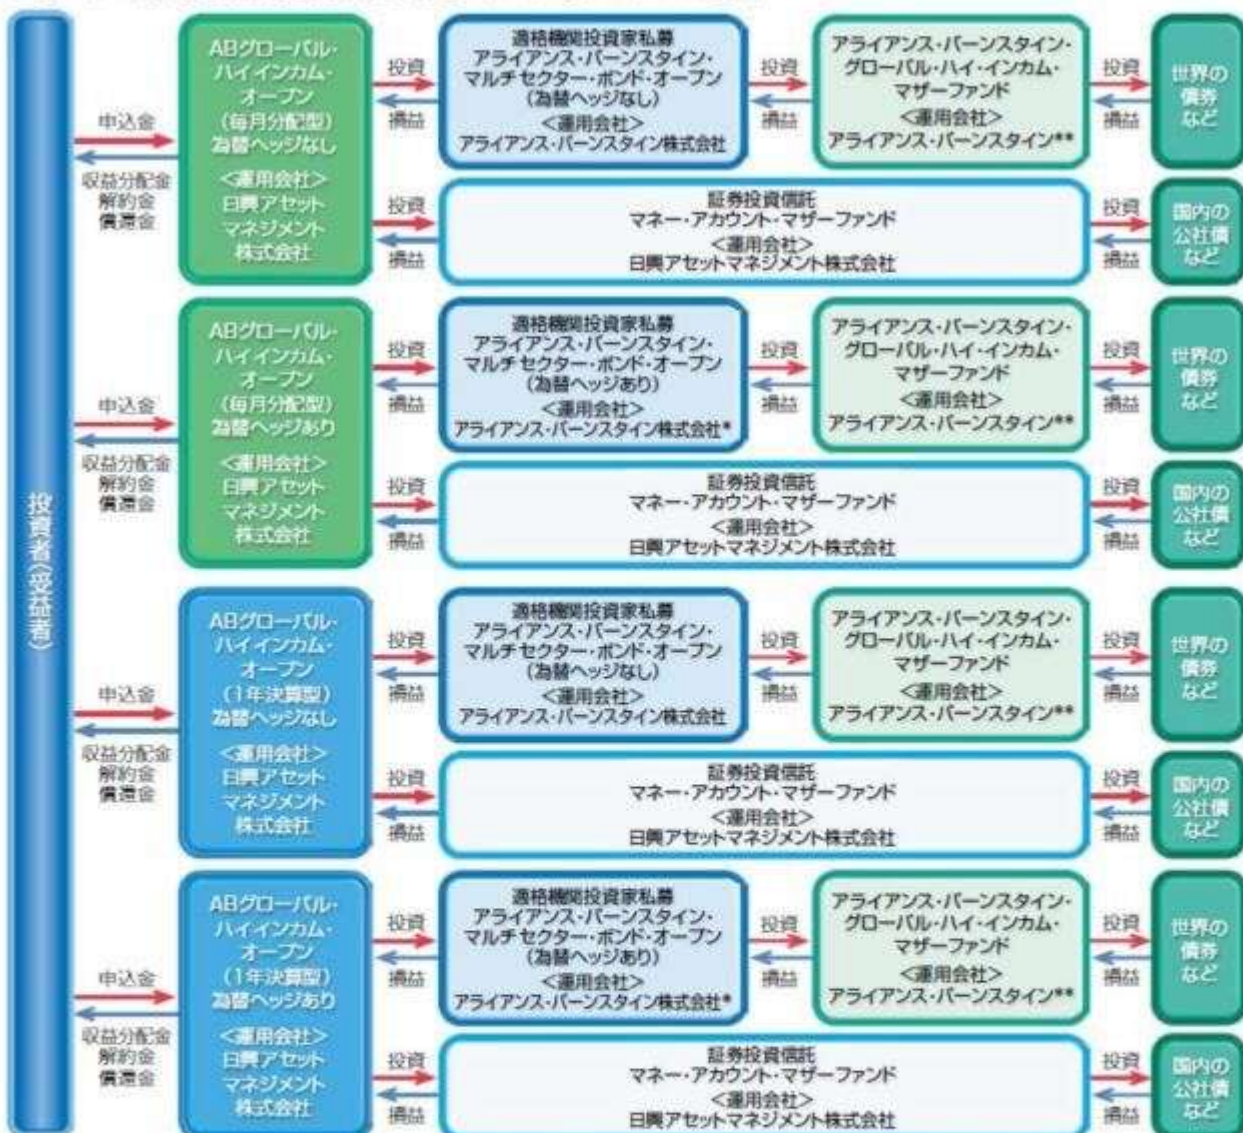 投資者(受益者)
申込金
収益分配金
解約金
償還金
ABグローバル・
ハイインカム・
オープン
(毎月分配型)
為替ヘッジなし
<運用会社>
日興アセット
マネジメント
株式会社
投資
損益
適格機関投資家私募
アライアンス・バーンスタイン・
マルチセクター・ボンド・オープン
(為替ヘッジなし)
<運用会社>
アライアンス・バーンスタイン株式会社
投資
損益
アライアンス・バーンスタイン・
グローバル・ハイ・インカム・
マザーファンド
<運用会社>
アライアンス・バーンスタイン**
投資
損益
世界の
債券
など
投資
損益
証券投資信託
マネー・アカウント・マザーファンド
<運用会社>
日興アセットマネジメント株式会社
投資
損益
国内の
公社債
など
申込金
収益分配金
解約金
償還金
ABグローバル・
ハイインカム・
オープン
(毎月分配型)
為替ヘッジあり
<運用会社>
日興アセット
マネジメント
株式会社
投資
損益
適格機関投資家私募
アライアンス・バーンスタイン・
マルチセクター・ボンド・オープン
(為替ヘッジあり)
<運用会社>
アライアンス・バーンスタイン株式会社*
投資
損益
アライアンス・バーンスタイン・
グローバル・ハイ・インカム・
マザーファンド
<運用会社>
アライアンス・バーンスタイン**
投資
損益
世界の
債券
など
投資
損益
証券投資信託
マネー・アカウント・マザーファンド
<運用会社>
日興アセットマネジメント株式会社
投資
損益
国内の
公社債
など
申込金
収益分配金
解約金
償還金
ABグローバル・
ハイインカム・
オープン
(1年決算型)
為替ヘッジなし
<運用会社>
日興アセット
マネジメント
株式会社
投資
損益
適格機関投資家私募
アライアンス・バーンスタイン・
マルチセクター・ボンド・オープン
(為替ヘッジなし)
<運用会社>
アライアンス・バーンスタイン株式会社
投資
損益
アライアンス・バーンスタイン・
グローバル・ハイ・インカム・
マザーファンド
<運用会社>
アライアンス・バーンスタイン**
投資
損益
世界の
債券
など
投資
損益
証券投資信託
マネー・アカウント・マザーファンド
<運用会社>
日興アセットマネジメント株式会社
投資
損益
国内の
公社債
など
申込金
収益分配金
解約金
償還金
ABグローバル・
ハイインカム・
オープン
(1年決算型)
為替ヘッジあり
<運用会社>
日興アセット
マネジメント
株式会社
投資
損益
適格機関投資家私募
アライアンス・バーンスタイン・
マルチセクター・ボンド・オープン
(為替ヘッジあり)
<運用会社>
アライアンス・バーンスタイン株式会社*
投資
損益
アライアンス・バーンスタイン・
グローバル・ハイ・インカム・
マザーファンド
<運用会社>
アライアンス・バーンスタイン**
投資
損益
世界の
債券
など
投資
損益
証券投資信託
マネー・アカウント・マザーファンド
<運用会社>
日興アセットマネジメント株式会社
投資
損益
国内の
公社債
など